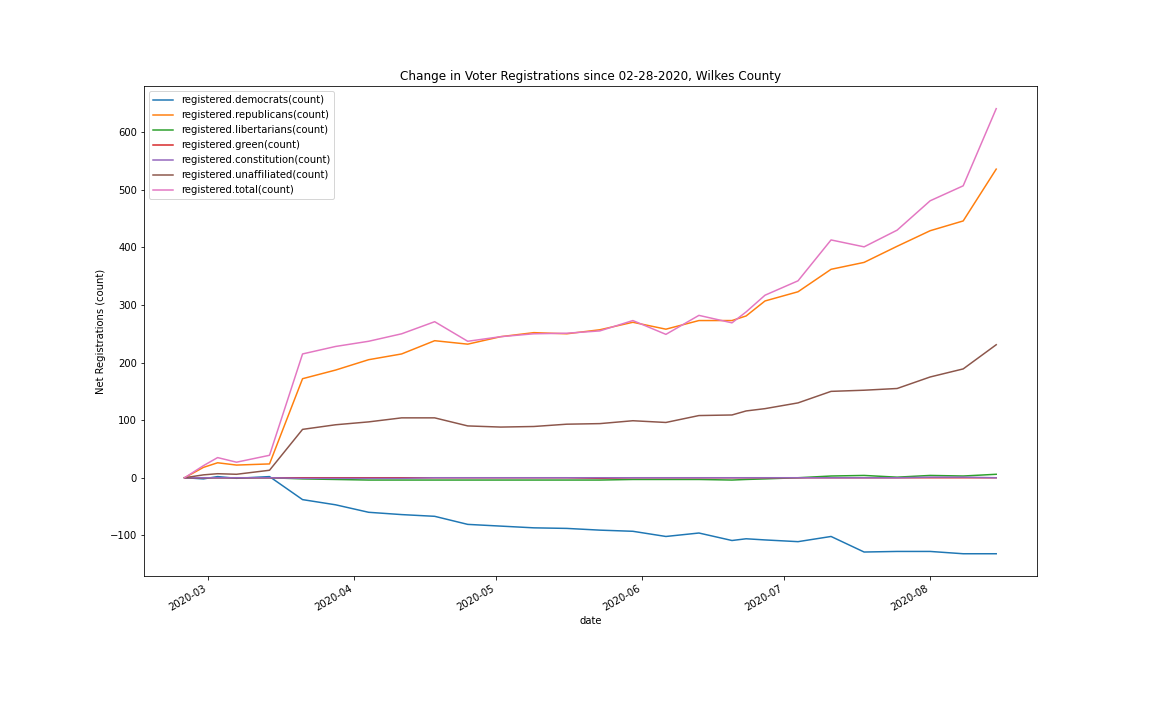 Change in Voter Registrations since 02-28-2020, Wilkes County
registered.democrats(count)
registered.republicans(count)
registered.libertarians(count)
registered.green(count)
registered.constitution(count)
registered.unaffiliated(count)
registered.total(count)
Net Registrations (count)
600
500
400
300
200
100
0
−100
2020-03
2020-04
2020-05
2020-06
2020-07
2020-08
date